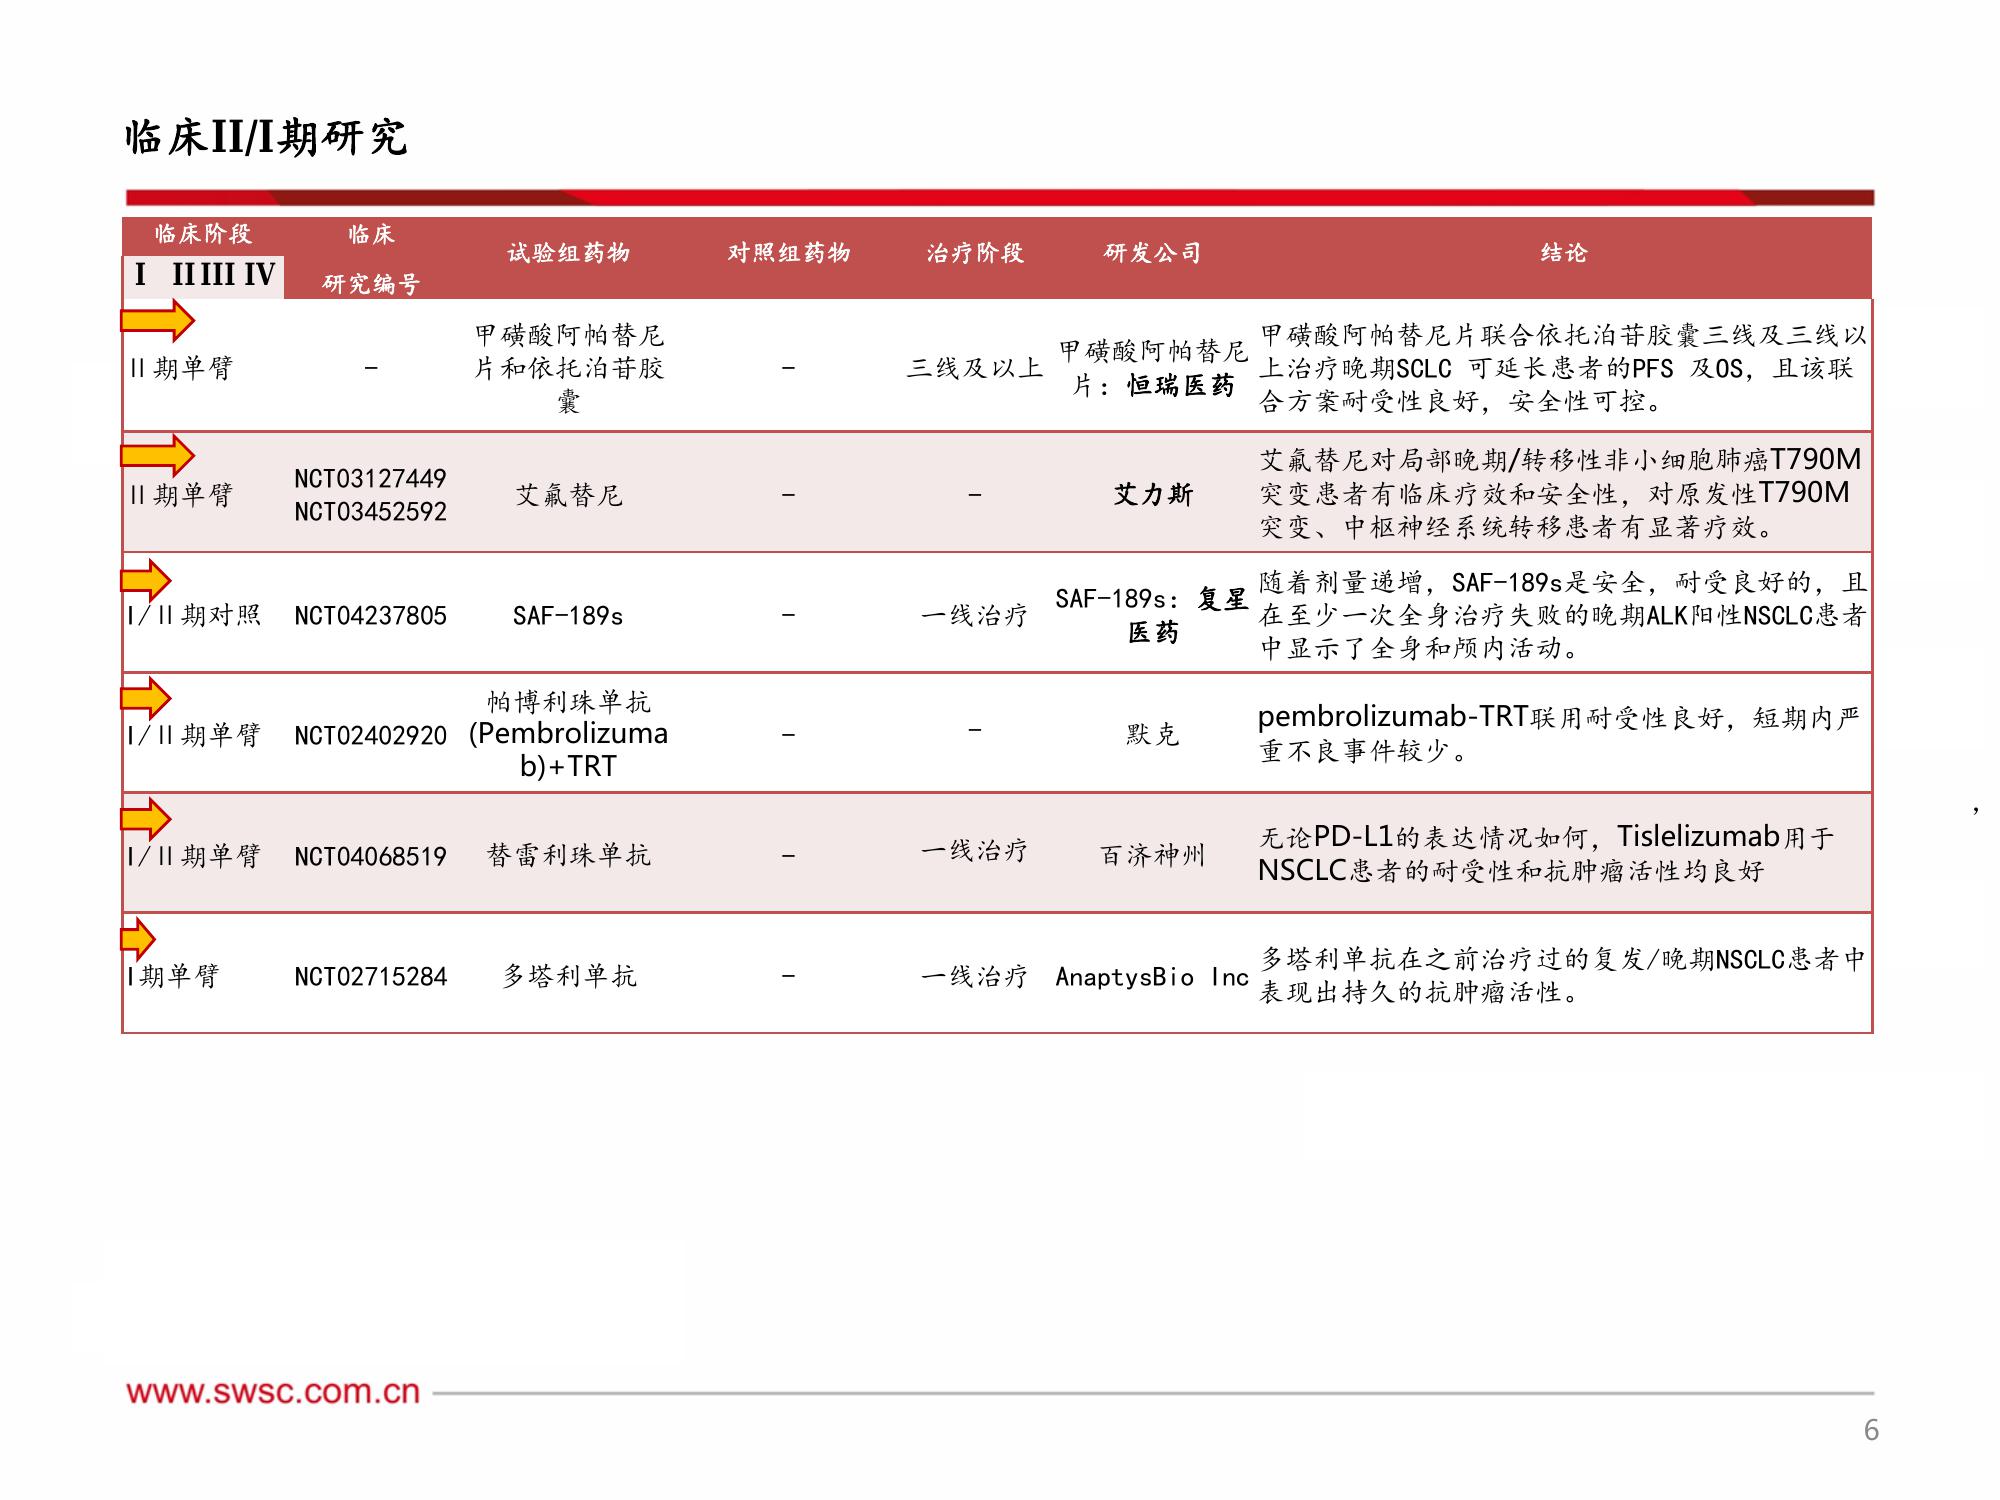 临床II/I期研究
临床阶段
I II III IV
临床
研究编号
试验组药物
对照组药物
治疗阶段
研发公司
结论
II期单臂
-
甲磺酸阿帕替尼
片和依托泊苷胶
囊
-
三线及以上
甲磺酸阿帕替尼
片：恒瑞医药
甲磺酸阿帕替尼片联合依托泊苷胶囊三线及三线以
上治疗晚期SCLC 可延长患者的PFS 及OS，且该联
合方案耐受性良好，安全性可控。
II期单臂
NCT03127449
NCT03452592
艾氟替尼
-
-
艾力斯
艾氟替尼对局部晚期/转移性非小细胞肺癌T790M
突变患者有临床疗效和安全性，对原发性T790M
突变、中枢神经系统转移患者有显著疗效。
I/II期对照
NCT04237805
SAF-189s
-
一线治疗
SAF-189s：复星
医药
随着剂量递增，SAF-189s是安全，耐受良好的，且
在至少一次全身治疗失败的晚期ALK阳性NSCLC患者
中显示了全身和颅内活动。
I/II期单臂
NCT02402920
帕博利珠单抗
(Pembrolizuma
b)+TRT
-
-
默克
pembrolizumab-TRT联用耐受性良好，短期内严
重不良事件较少。
I/II期单臂
NCT04068519
替雷利珠单抗
-
一线治疗
百济神州
无论PD-L1的表达情况如何，Tislelizumab用于
NSCLC患者的耐受性和抗肿瘤活性均良好
I期单臂
NCT02715284
多塔利单抗
-
一线治疗
AnaptysBio Inc
多塔利单抗在之前治疗过的复发/晚期NSCLC患者中
表现出持久的抗肿瘤活性。
，
www.swsc.com.cn
6